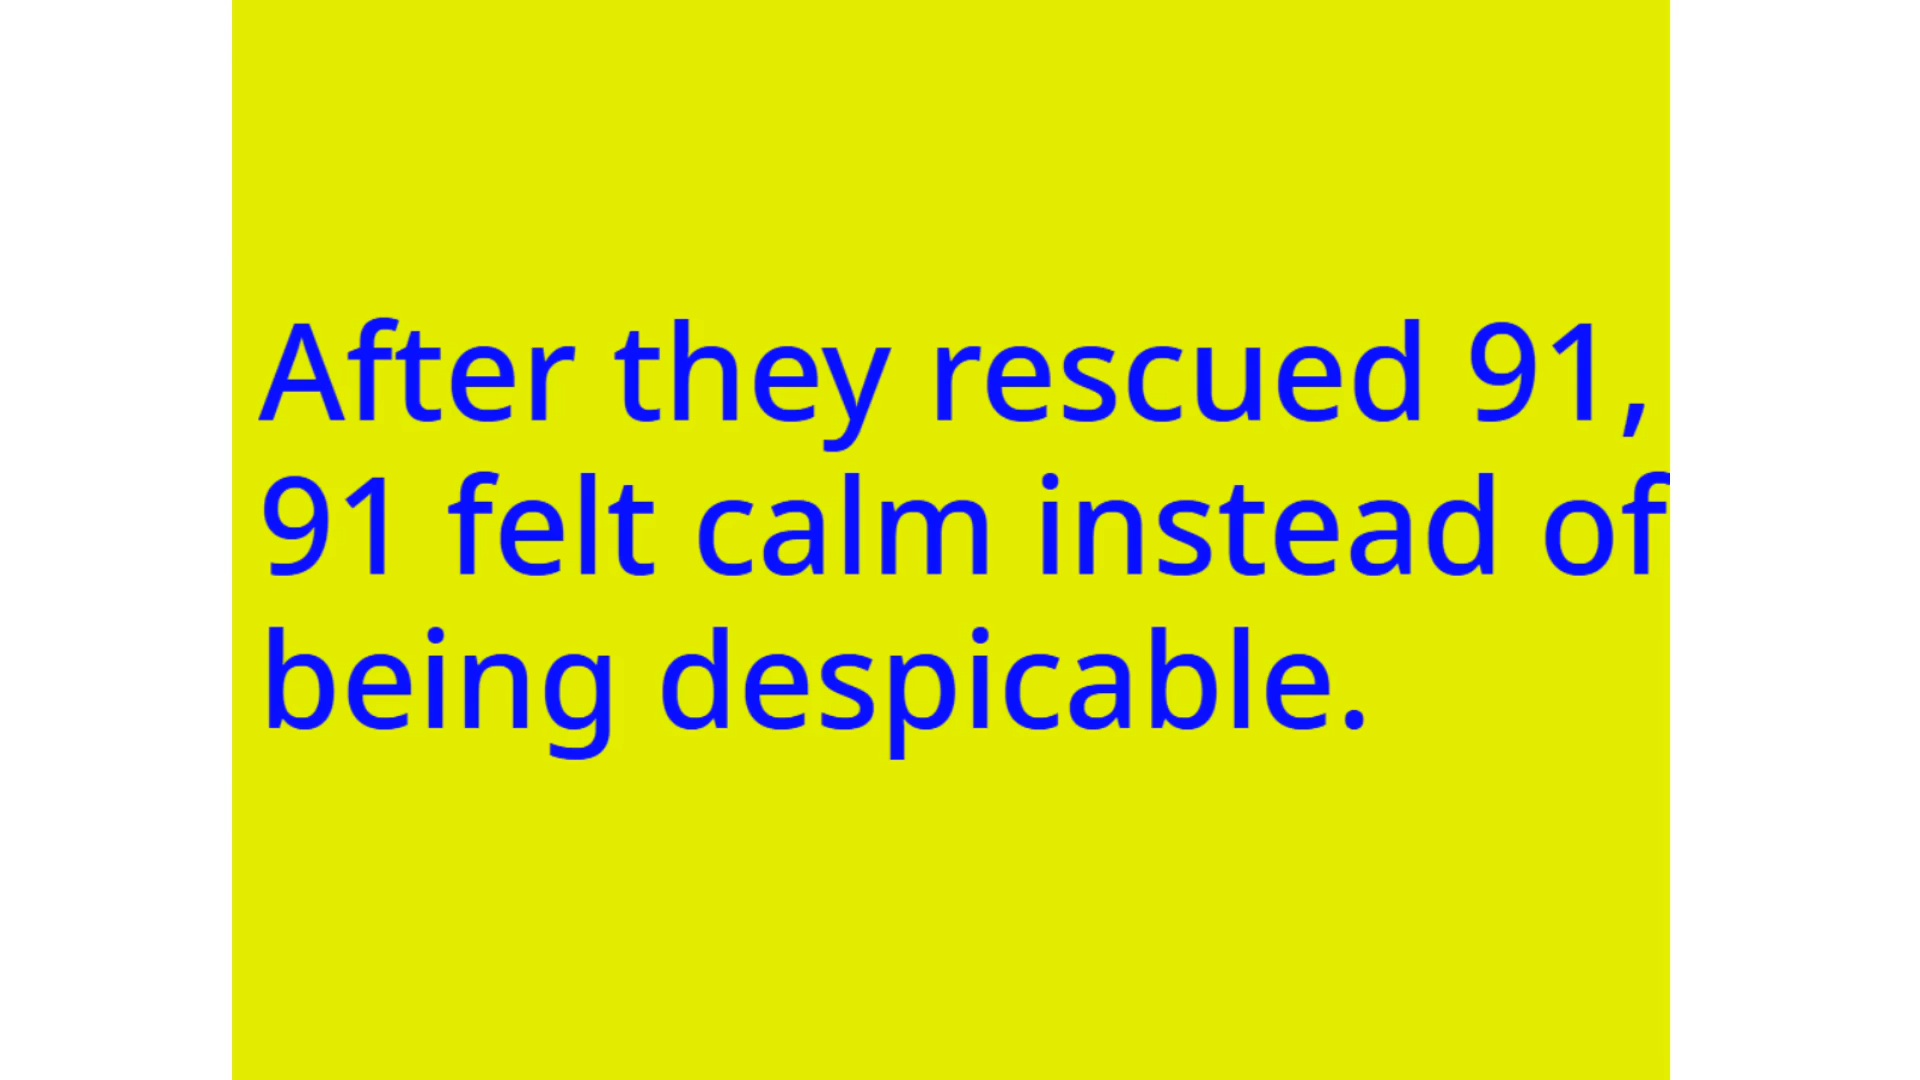 After they rescued 91,
91 felt calm instead of
being despicable.